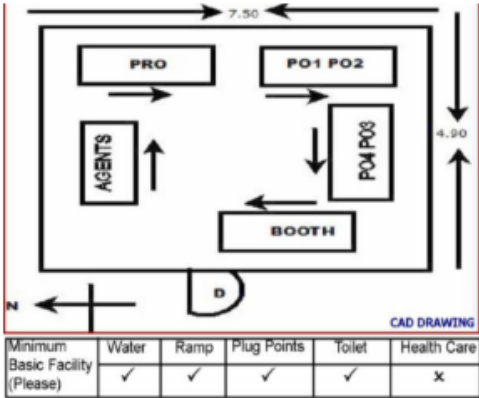 7.50
PRO
PO1 PO2
AGENTS
PO4 PO3
4.90
BOOTH
D
N
CAD DRAWING
Minimum Basic Facility (Please) Water Ramp Plug Points Toilet Health Care
✓ ✓ ✓ ✓ x